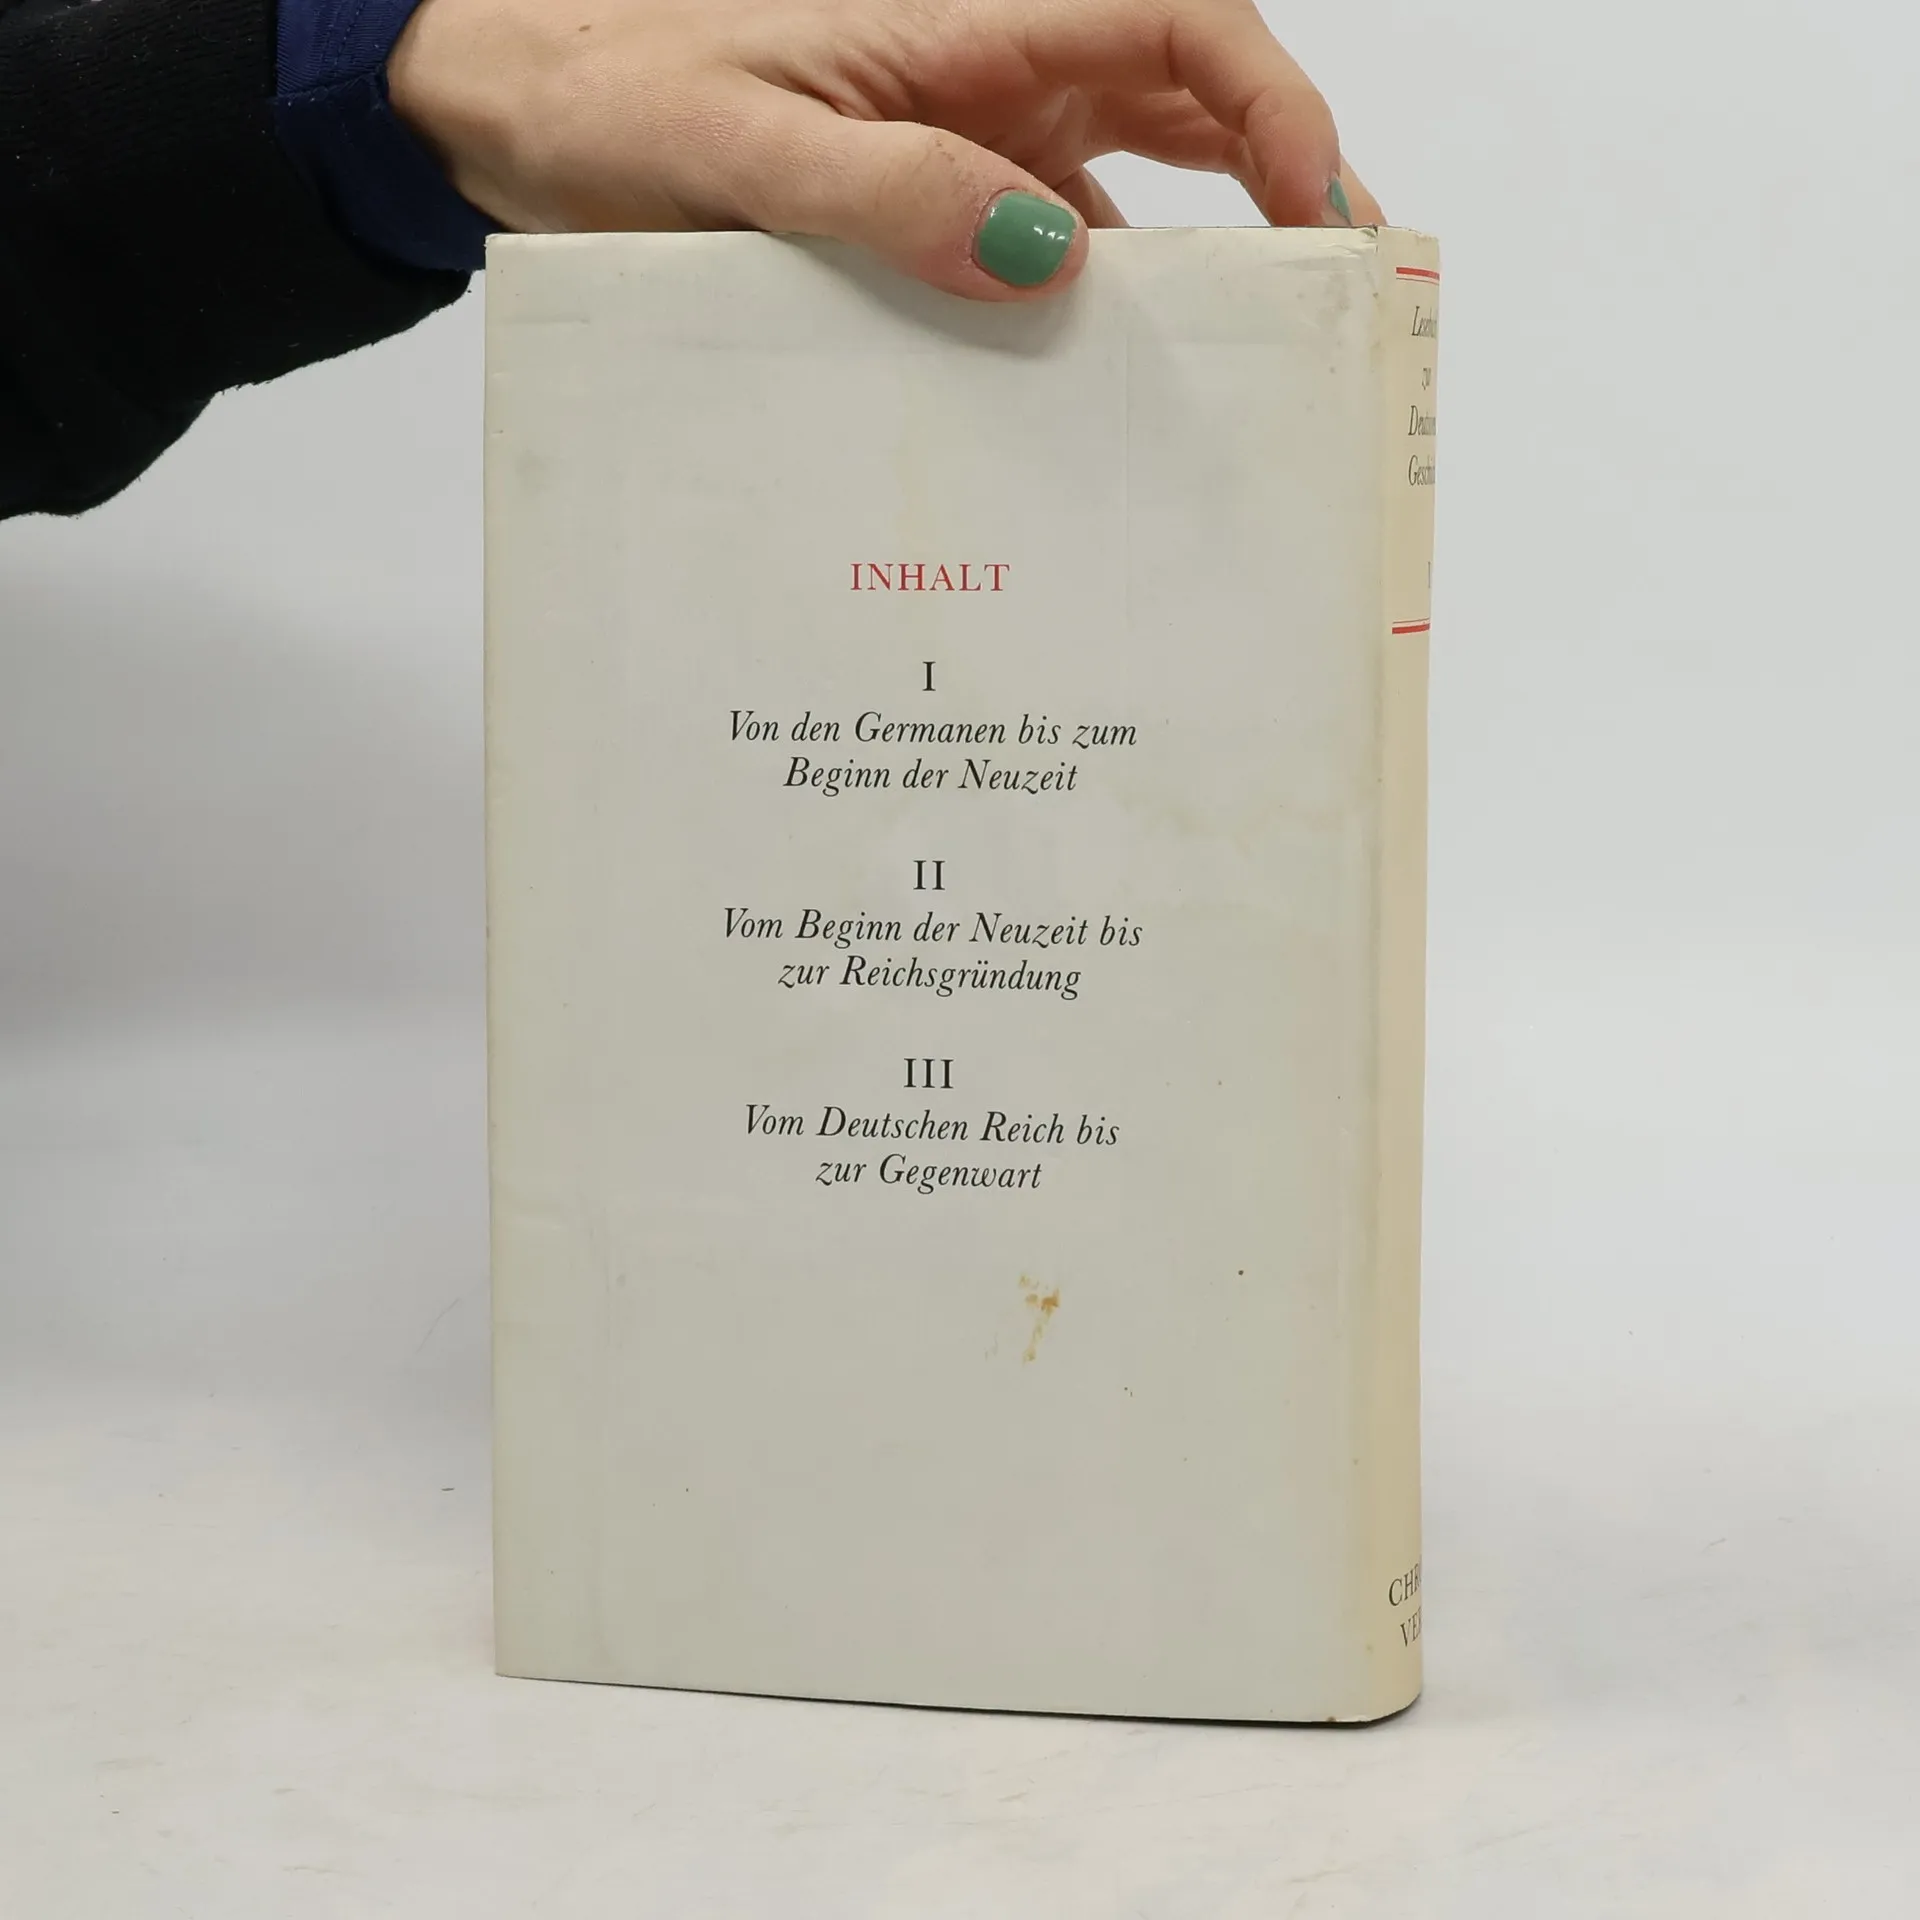 INHALT
I
Von den Germanen bis zum
Beginn der Neuzeit
II
Vom Beginn der Neuzeit bis
zur Reichsgründung
III
Vom Deutschen Reich bis
zur Gegenwart